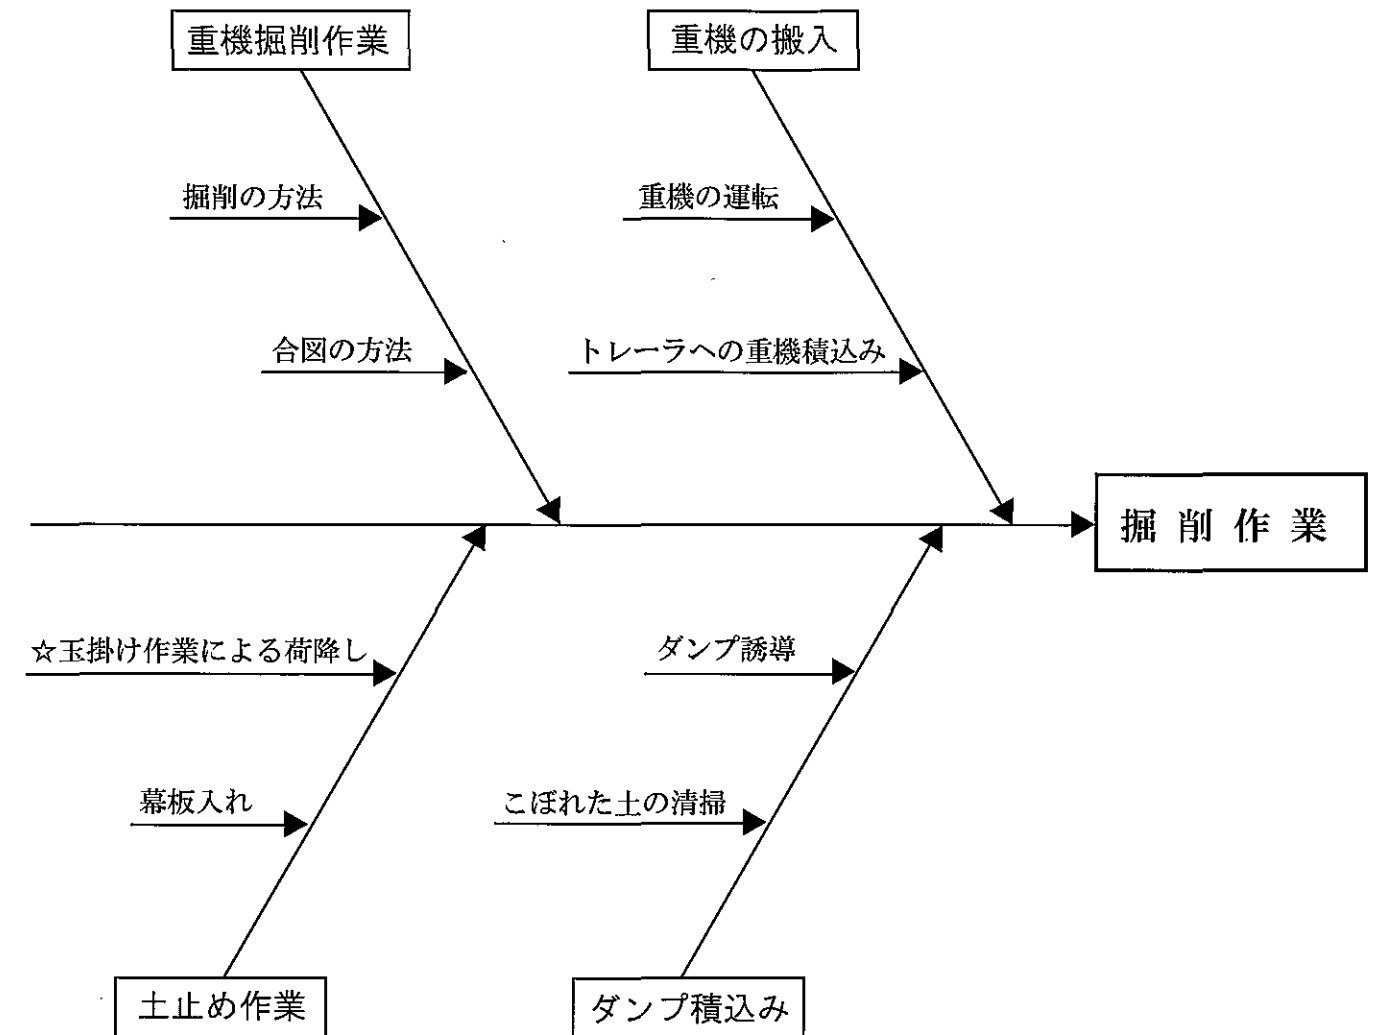 重機掘削作業
重機の搬入
掘削の方法
重機の運転
合図の方法
トレーラへの重機積込み
掘削作業
☆玉掛け作業による荷降し
ダンプ誘導
幕板入れ
こぼれた土の清掃
土止め作業
ダンプ積込み